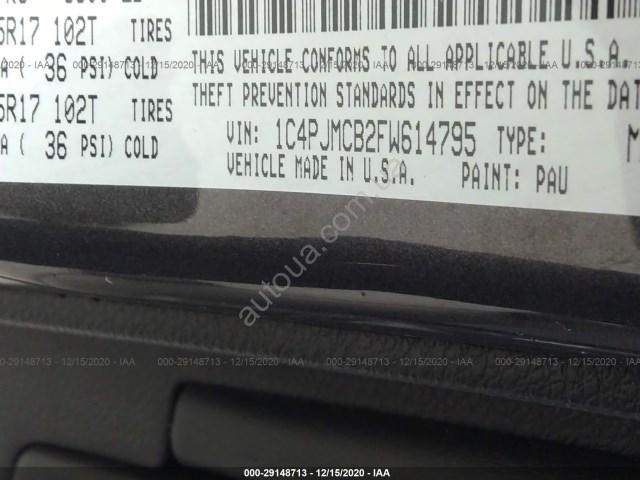 5R17 102T TIRES
A ( 36 PSI) COLD
5R17 102T TIRES
A ( 36 PSI) COLD
THIS VEHICLE CONFORMS TO ALL APPLICABLE U.S.A.
THEFT PREVENTION STANDARDS IN EFFECT ON THE DAT
VIN: 1C4PJMCB2FW614795 TYPE: M
VEHICLE MADE IN U.S.A. PAINT: PAU
autoua.com.ua
000-29148713 - 12/15/2020 - IAA